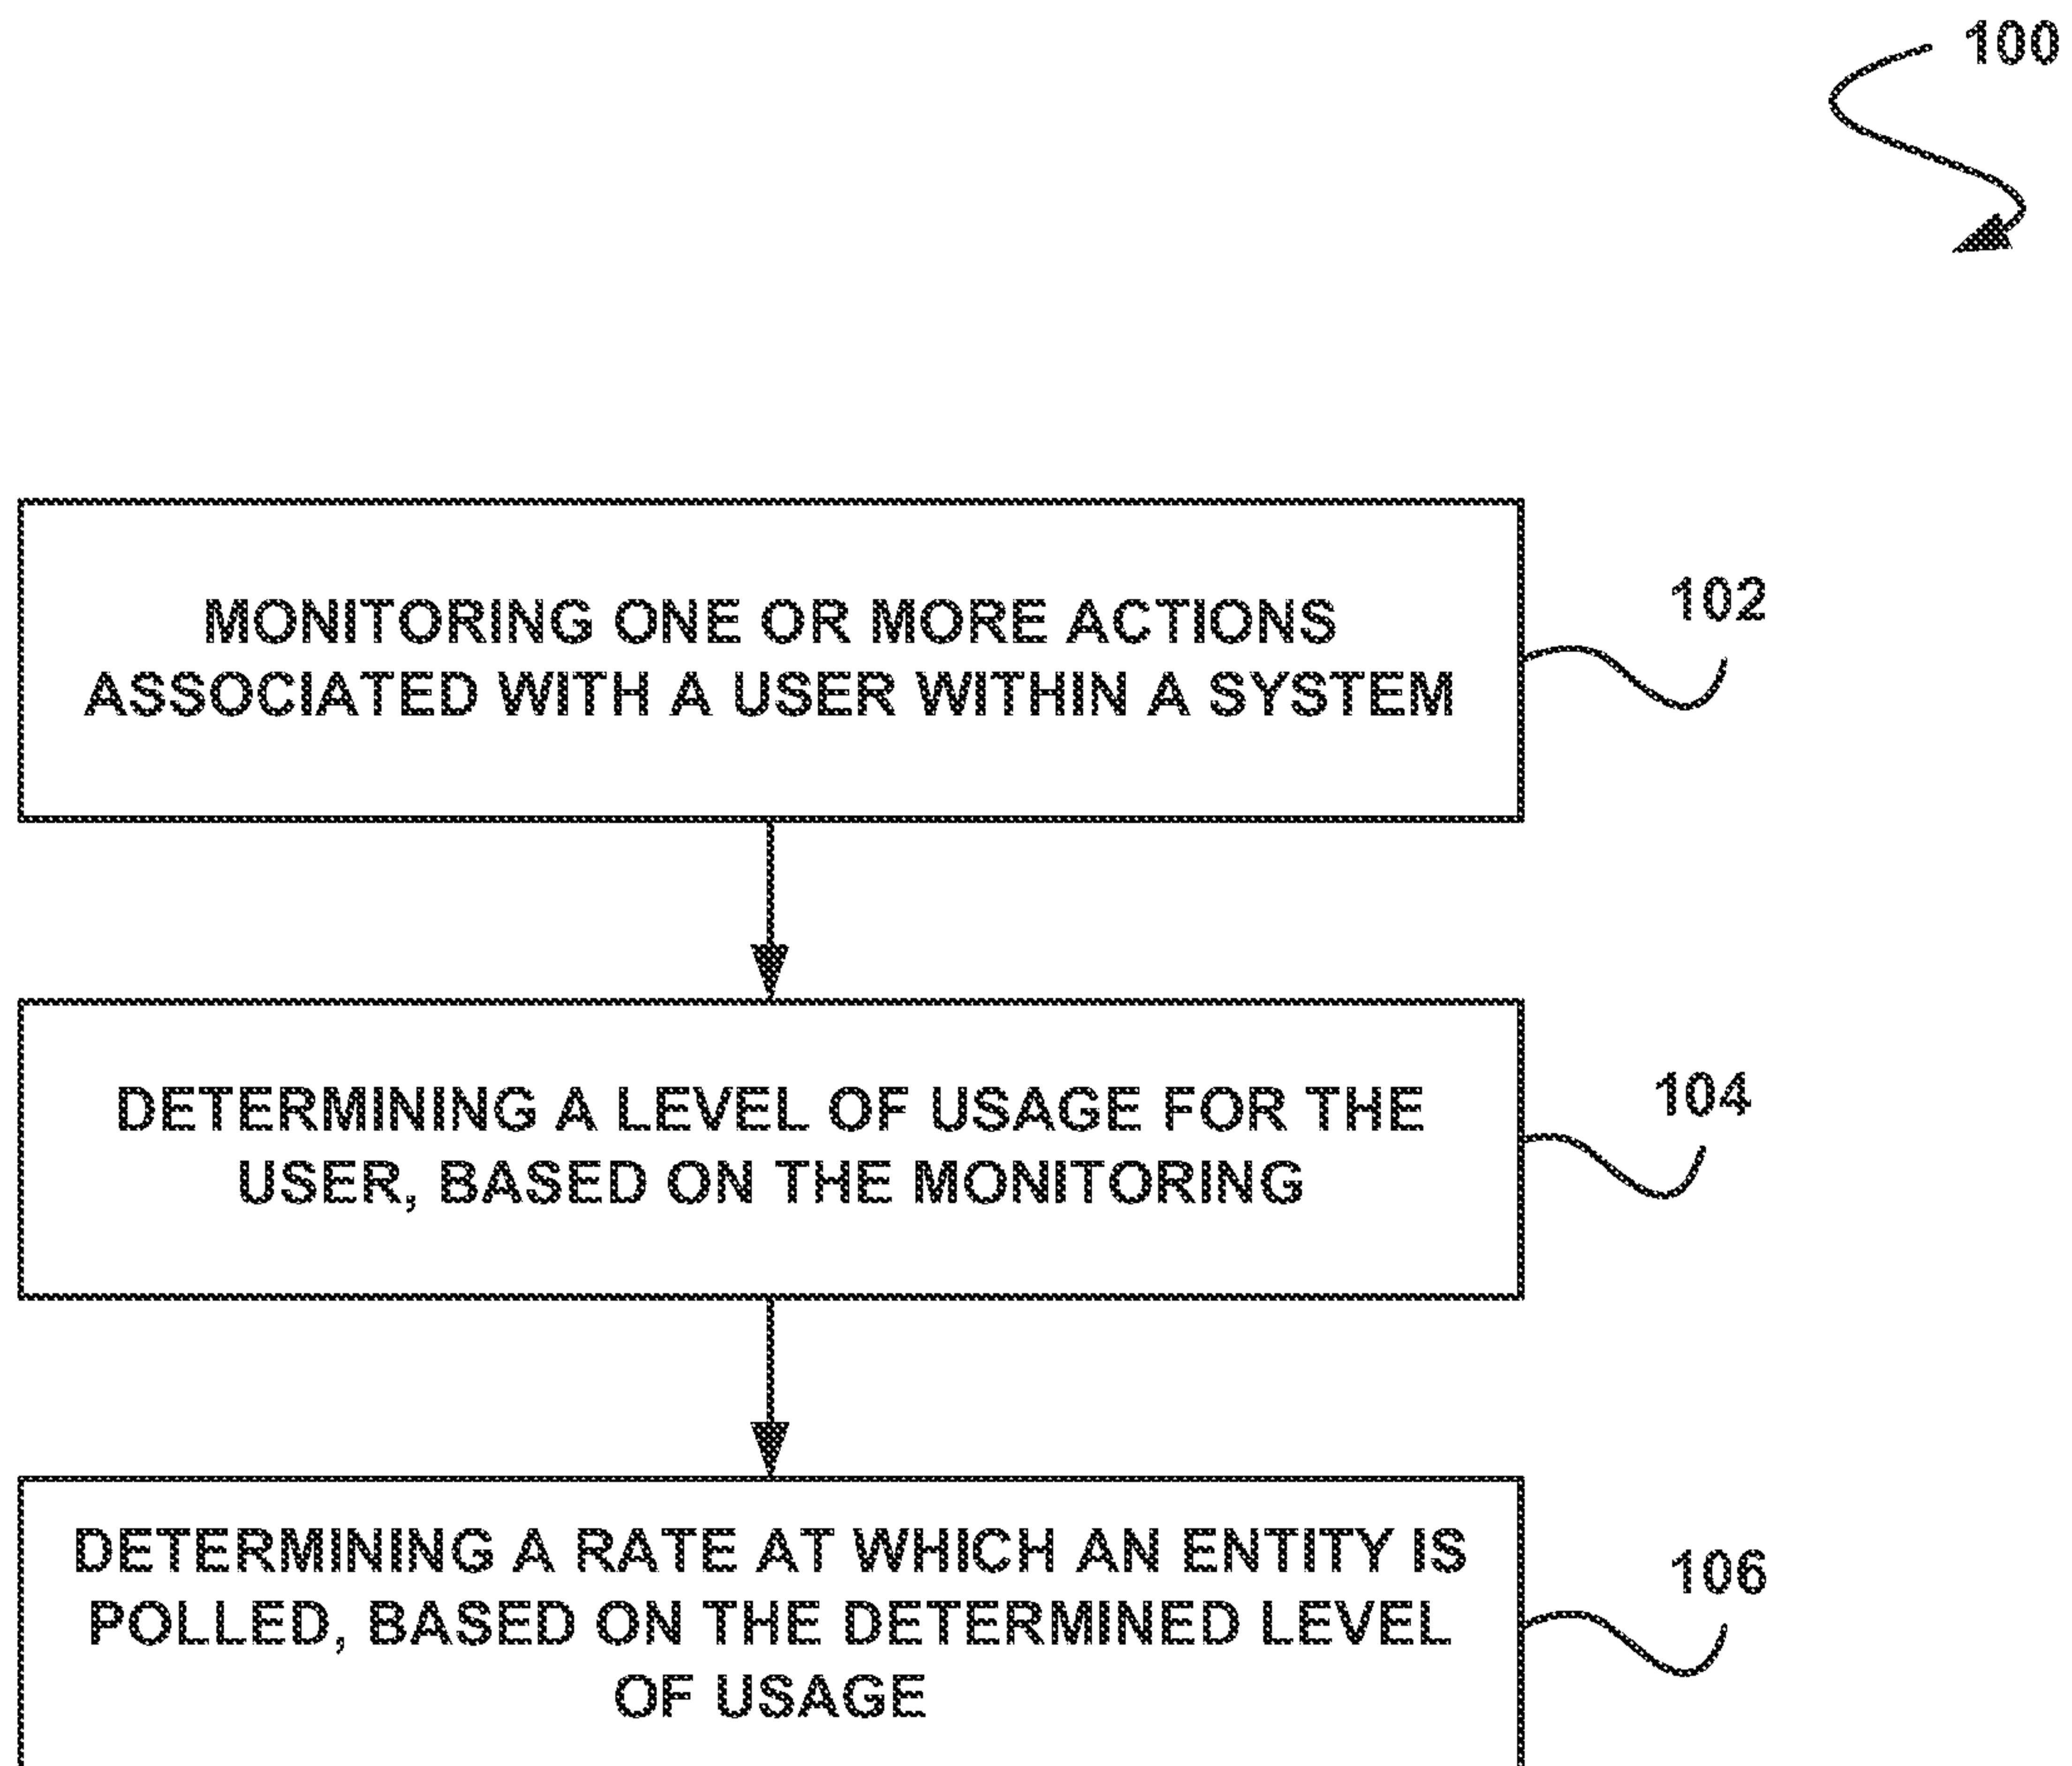 100
MONITORING ONE OR MORE ACTIONS
ASSOCIATED WITH A USER WITHIN A SYSTEM
102
DETERMINING A LEVEL OF USAGE FOR THE
USER, BASED ON THE MONITORING
104
DETERMINING A RATE AT WHICH AN ENTITY IS
POLLED, BASED ON THE DETERMINED LEVEL
OF USAGE
106